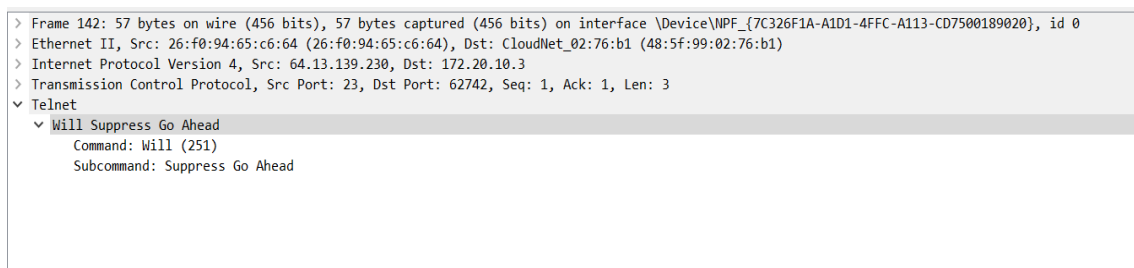 Frame 142: 57 bytes on wire (456 bits), 57 bytes captured (456 bits) on interface \Device\NPF_{7C326F1A-A1D1-4FFC-A113-CD7500189020}, id 0
Ethernet II, Src: 26:f0:94:65:c6:64 (26:f0:94:65:c6:64), Dst: CloudNet_02:76:b1 (48:5f:99:02:76:b1)
Internet Protocol Version 4, Src: 64.13.139.230, Dst: 172.20.10.3
Transmission Control Protocol, Src Port: 23, Dst Port: 62742, Seq: 1, Ack: 1, Len: 3
Telnet
Will Suppress Go Ahead
Command: Will (251)
Subcommand: Suppress Go Ahead